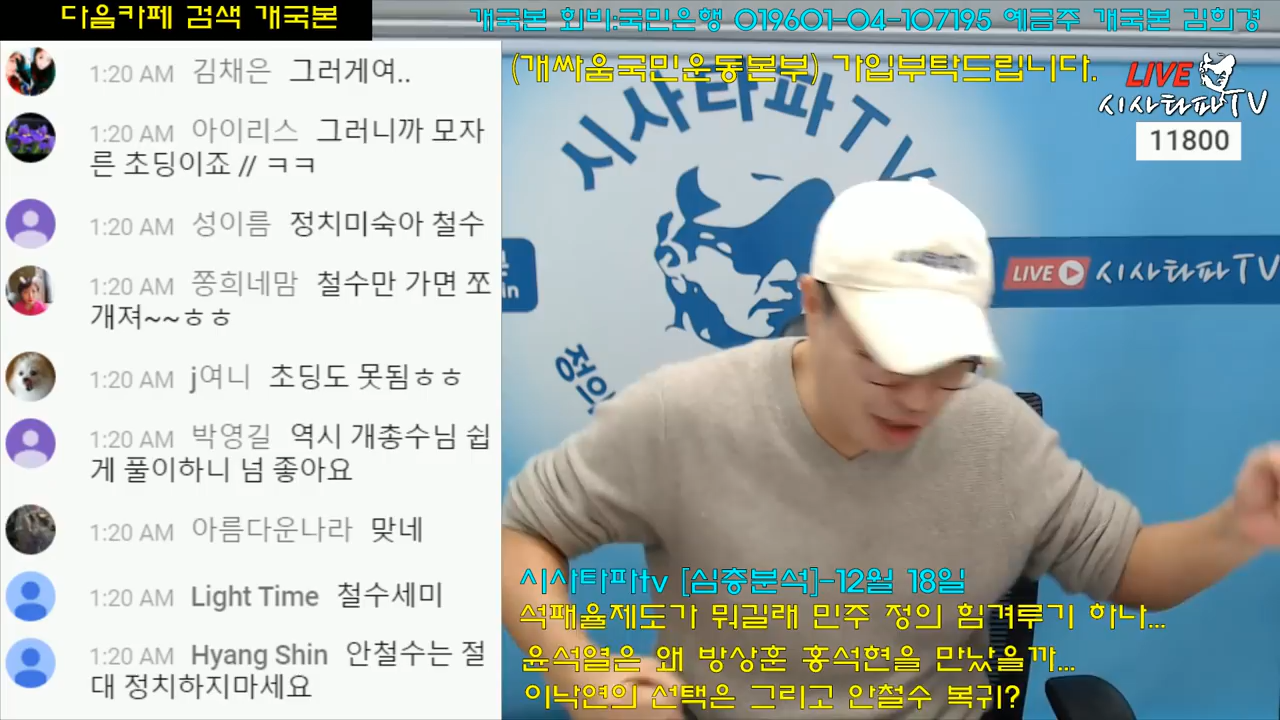 다음카페 검색 개국본
개국본 회비:국민은행 019601-04-107195 예금주 개국본 김희경
(개싸움국민운동본부) 가입부탁드립니다.
LIVE
시사타파TV
11800
시사타파TV
LIVE 시사타파TV
in
정의
1:20 AM 김채은 그러게여..
1:20 AM 아이리스 그러니까 모자
른 초딩이죠 // ㅋㅋ
1:20 AM 성이름 정치미숙아 철수
1:20 AM 쫑희네맘 철수만 가면 쪼
개져~~ㅎㅎ
1:20 AM j여니 초딩도 못됨ㅎㅎ
1:20 AM 박영길 역시 개총수님 쉽
게 풀이하니 넘 좋아요
1:20 AM 아름다운나라 맞네
1:20 AM Light Time 철수세미
1:20 AM Hyang Shin 안철수는 절
대 정치하지마세요
시사타파tv [심층분석]-12월 18일
석패율제도가 뭐길래 민주 정의 힘겨루기 하나...
윤석열은 왜 방상훈 홍석현을 만났을까...
이낙연의 선택은 그리고 안철수 복귀?